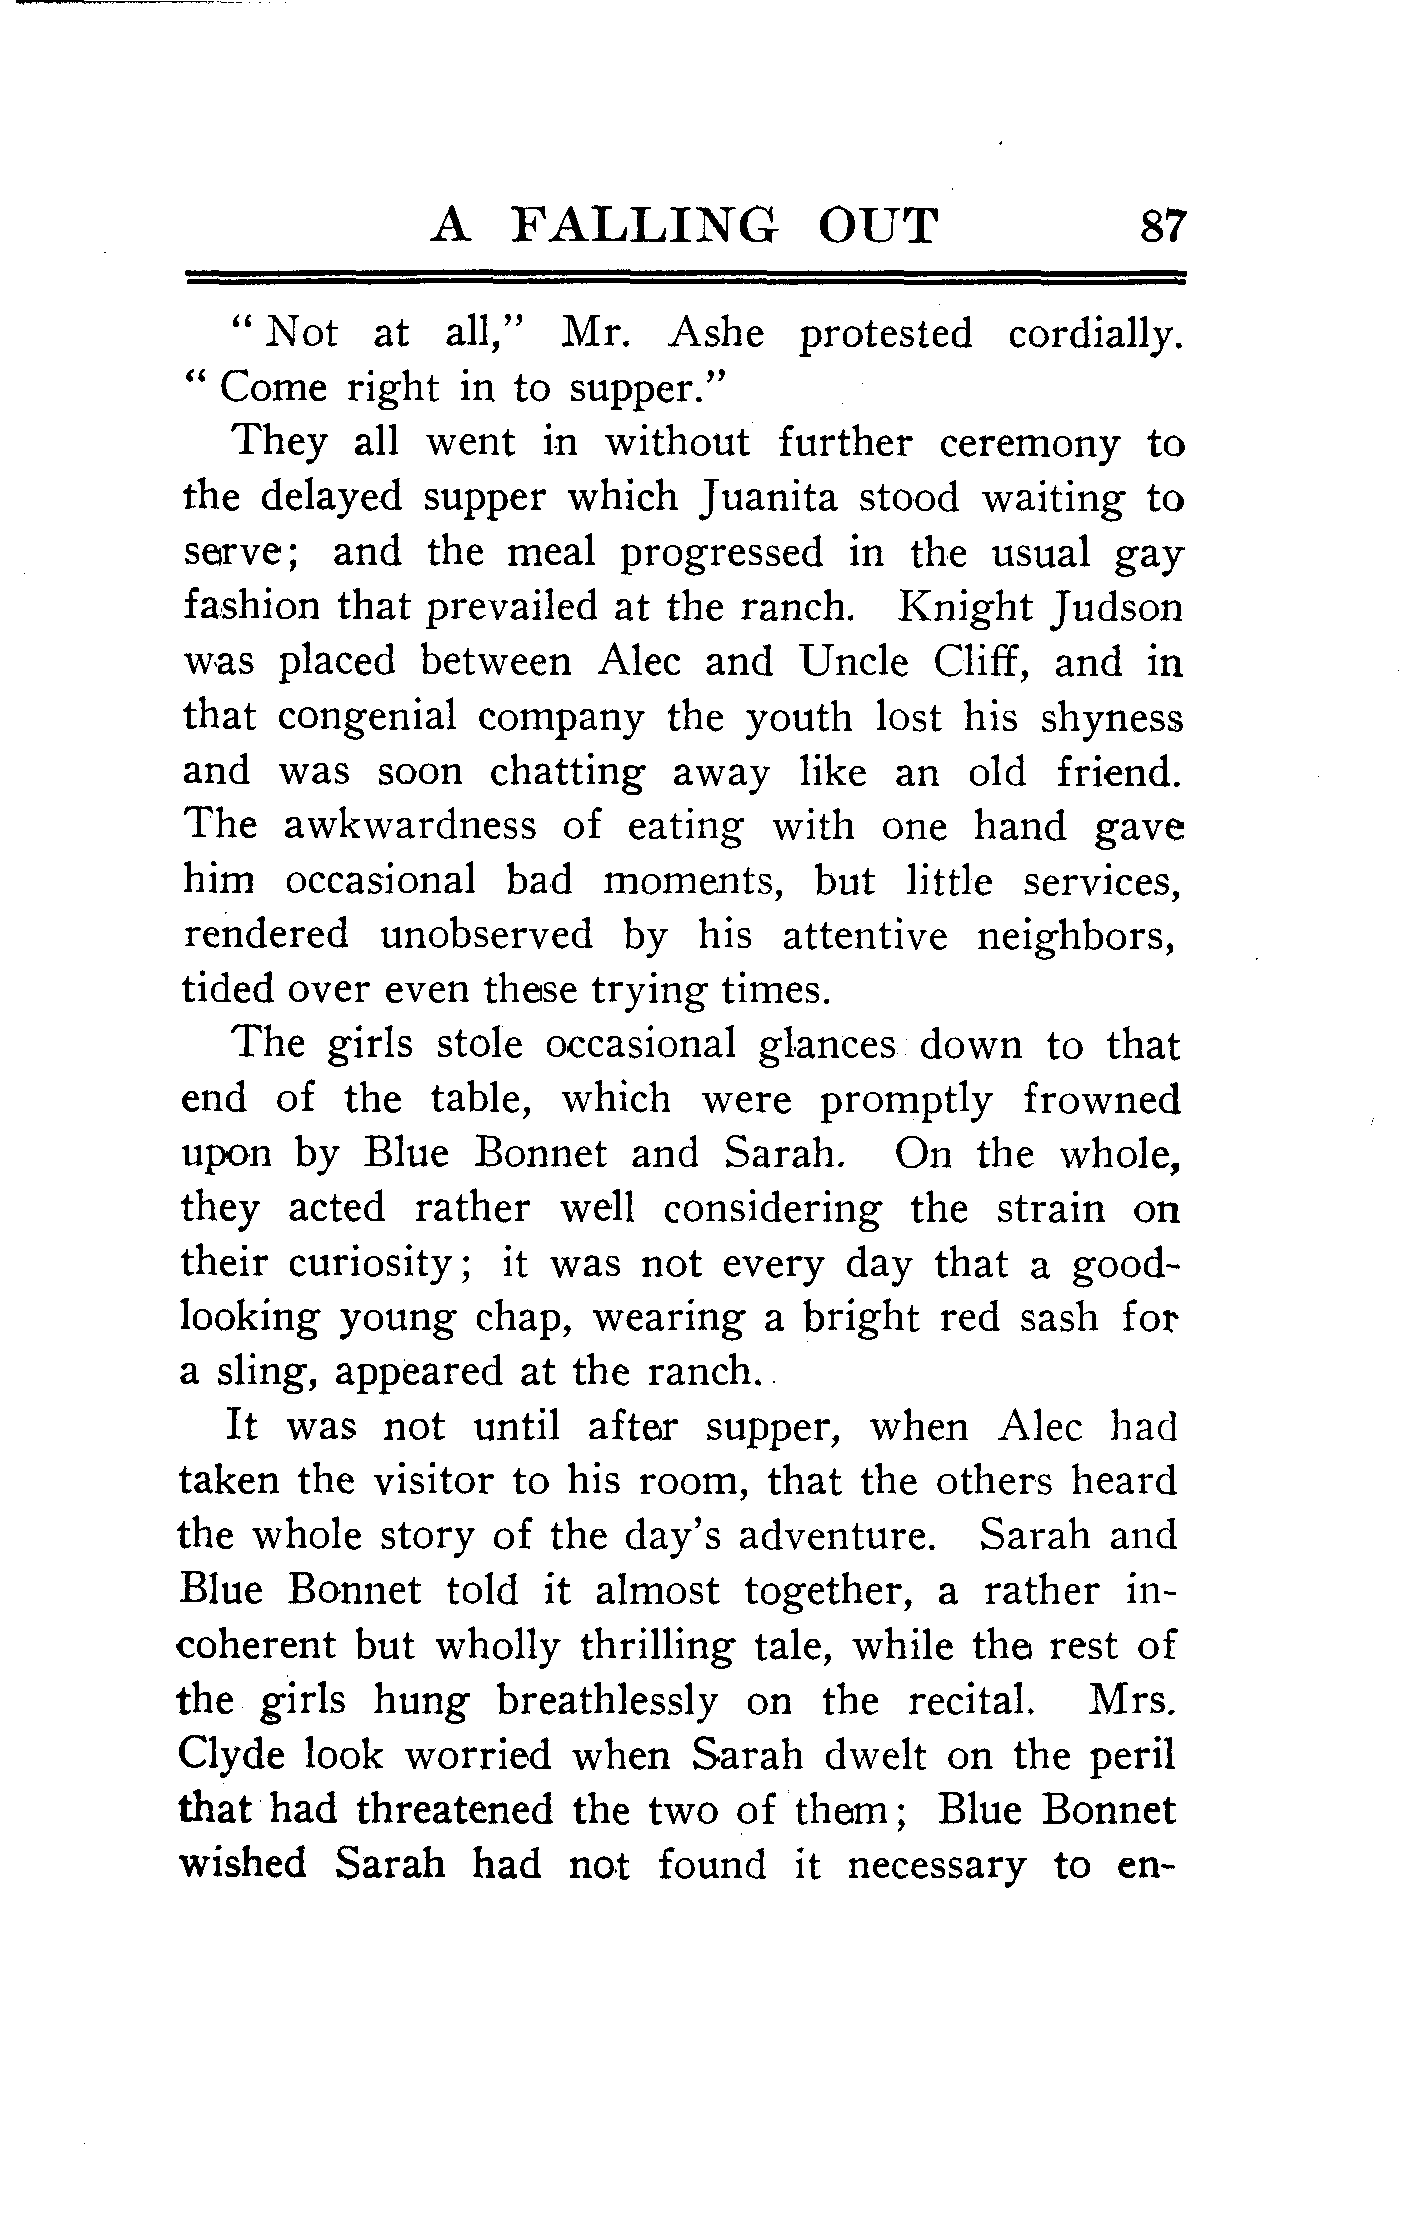 A FALLING OUT 87
“ Not at all,” Mr. Ashe protested cordially.
“ Come right in to supper.”
They all went in without further ceremony to
the delayed supper which Juanita stood waiting to
serve; and the meal progressed in the usual gay
fashion that prevailed at the ranch. Knight Judson
was placed between Alec and Uncle Cliff, and in
that congenial company the youth lost his shyness
and was soon chatting away like an old friend.
The awkwardness of eating with one hand gave
him occasional bad moments, but little services,
rendered unobserved by his attentive neighbors,
tided over even these trying times.
The girls stole occasional glances down to that
end of the table, which were promptly frowned
upon by Blue Bonnet and Sarah. On the whole,
they acted rather well considering the strain on
their curiosity; it was not every day that a good-
looking young chap, wearing a bright red sash for
a sling, appeared at the ranch.
It was not until after supper, when Alec had
taken the visitor to his room, that the others heard
the whole story of the day’s adventure. Sarah and
Blue Bonnet told it almost together, a rather in-
coherent but wholly thrilling tale, while the rest of
the girls hung breathlessly on the recital. Mrs.
Clyde look worried when Sarah dwelt on the peril
that had threatened the two of them; Blue Bonnet
wished Sarah had not found it necessary to en-